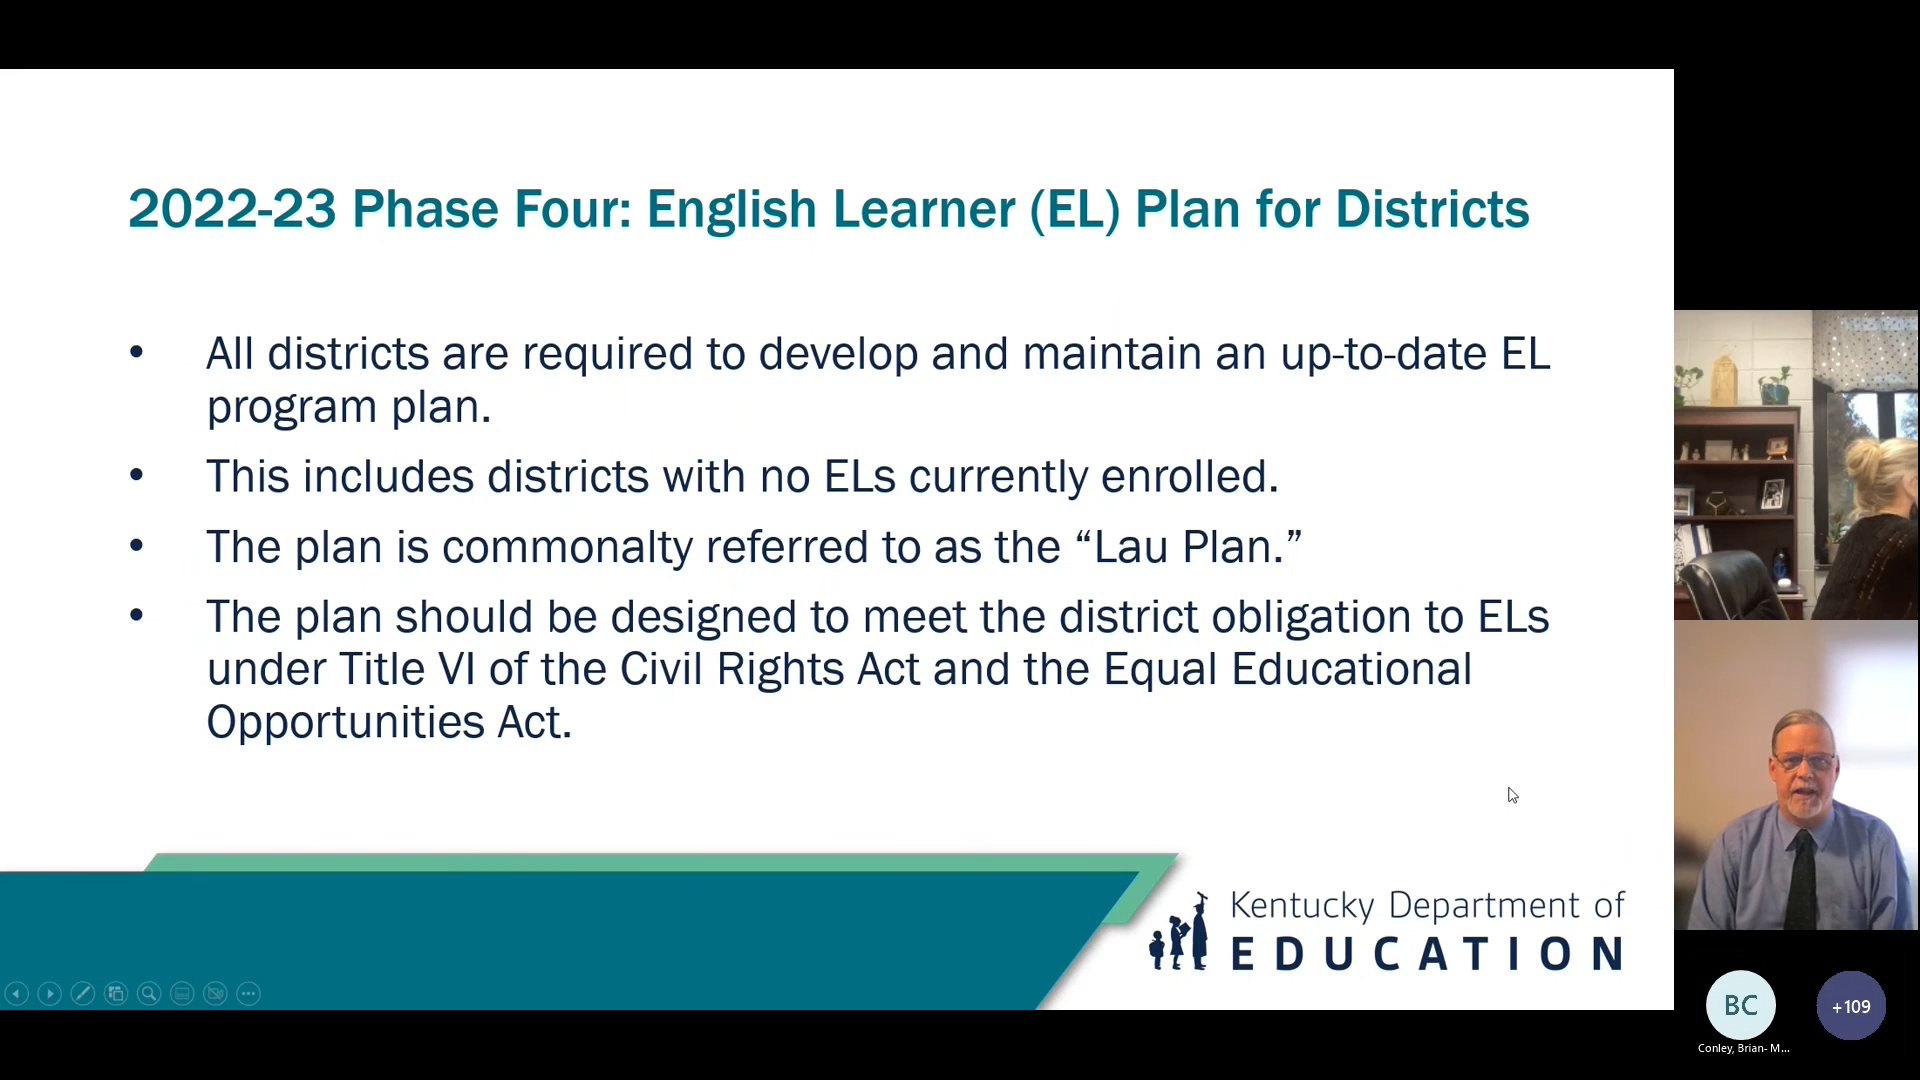 2022-23 Phase Four: English Learner (EL) Plan for Districts
• All districts are required to develop and maintain an up-to-date EL
program plan.
• This includes districts with no ELs currently enrolled.
• The plan is commonalty referred to as the “Lau Plan.”
• The plan should be designed to meet the district obligation to ELs
under Title VI of the Civil Rights Act and the Equal Educational
Opportunities Act.
Kentucky Department of
EDUCATION
BC
+109
Conley, Brian- M...